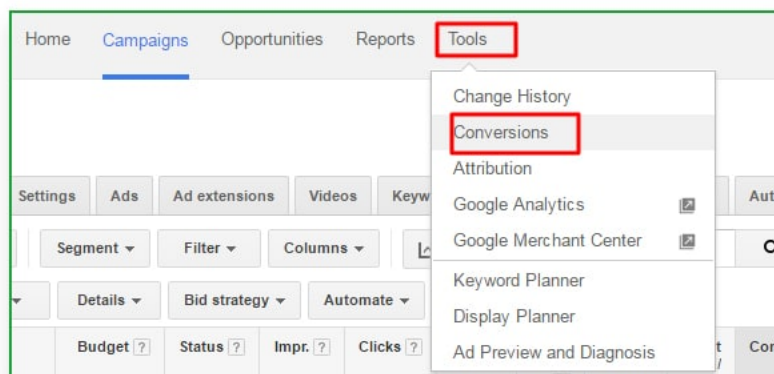 Home Campaigns Opportunities Reports Tools
Change History
Conversions
Attribution
Google Analytics
Google Merchant Center
Keyword Planner
Display Planner
Ad Preview and Diagnosis
Settings Ads Ad extensions Videos Keyw Aut
Segment Filter Columns
Details Bid strategy Automate
Budget ? Status ? Impr. ? Clicks ? t Cor
/